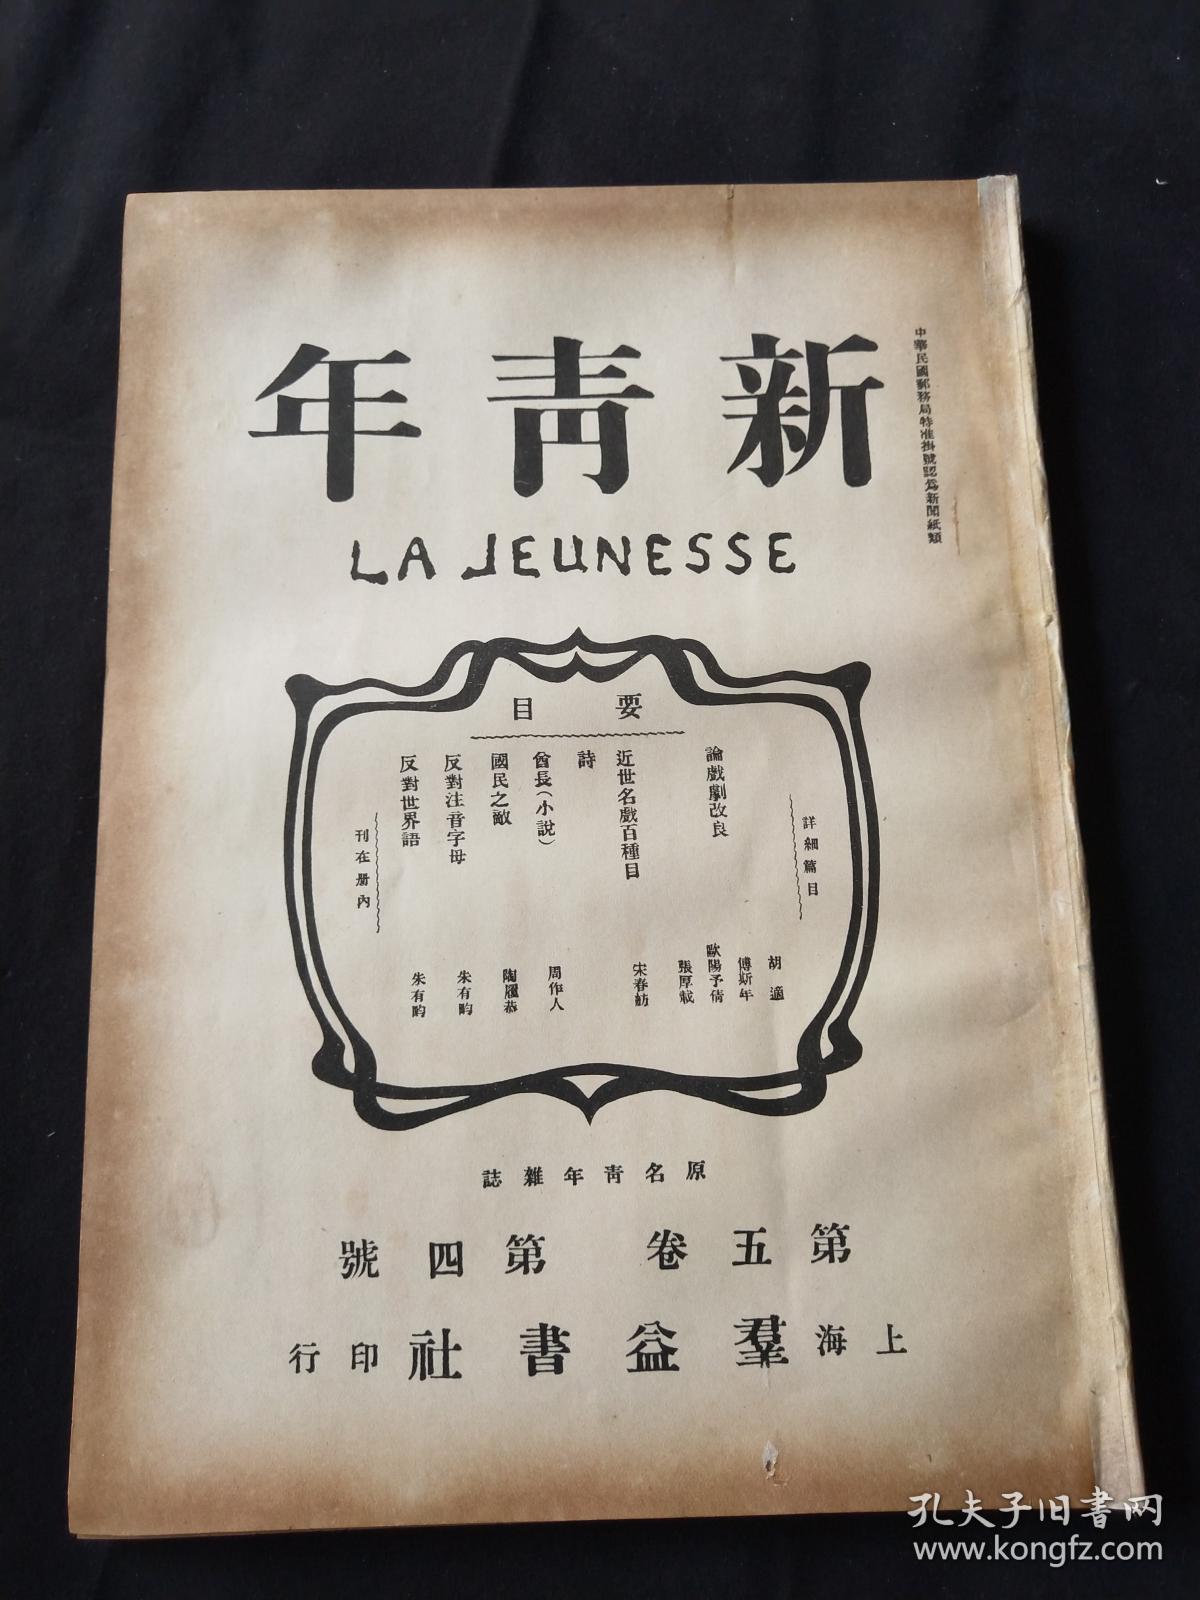 中華民國郵務局特准掛號認爲新聞紙類
新青年
LA JEUNESSE
要目
詳細篇目
論戲劇改良
胡適
傅斯年
歐陽予倩
張厚載
近世名戲百種目
宋春舫
詩
酋長（小說）
周作人
國民之敵
陶履恭
反對注音字母
朱有畇
反對世界語
朱有畇
刊在册內
原名青年雜誌
第五卷 第四號
上海羣益書社印行
孔夫子旧书网
www.kongfz.com